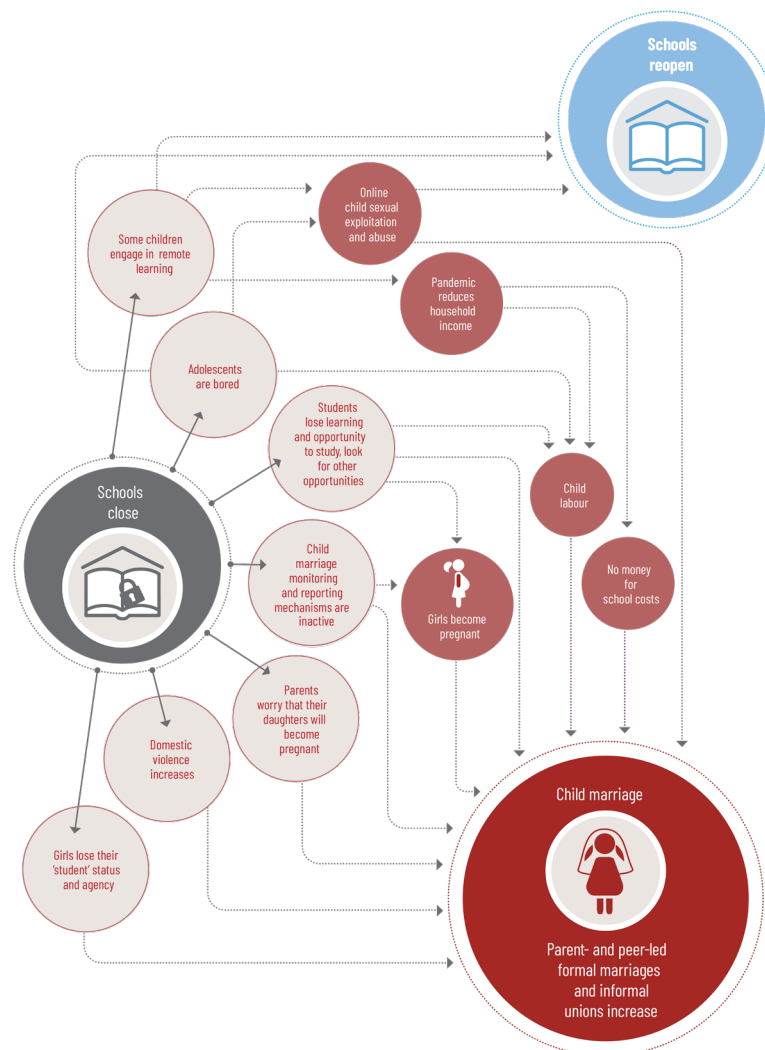 Schools
reopen
Online
child sexual
exploitation
and abuse
Some children
engage in remote
learning
Pandemic
reduces
household
income
Adolescents
are bored
Students
lose learning
and opportunity
to study, look
for other
opportunities
Schools
close
Child
labour
Child
marriage
monitoring
and reporting
mechanisms are
inactive
No money
for
school costs
Girls become
pregnant
Parents
worry that their
daughters will
become
pregnant
Domestic
violence
increases
Child marriage
Girls lose their
'student' status
and agency
Parent- and peer-led
formal marriages
and informal
unions increase